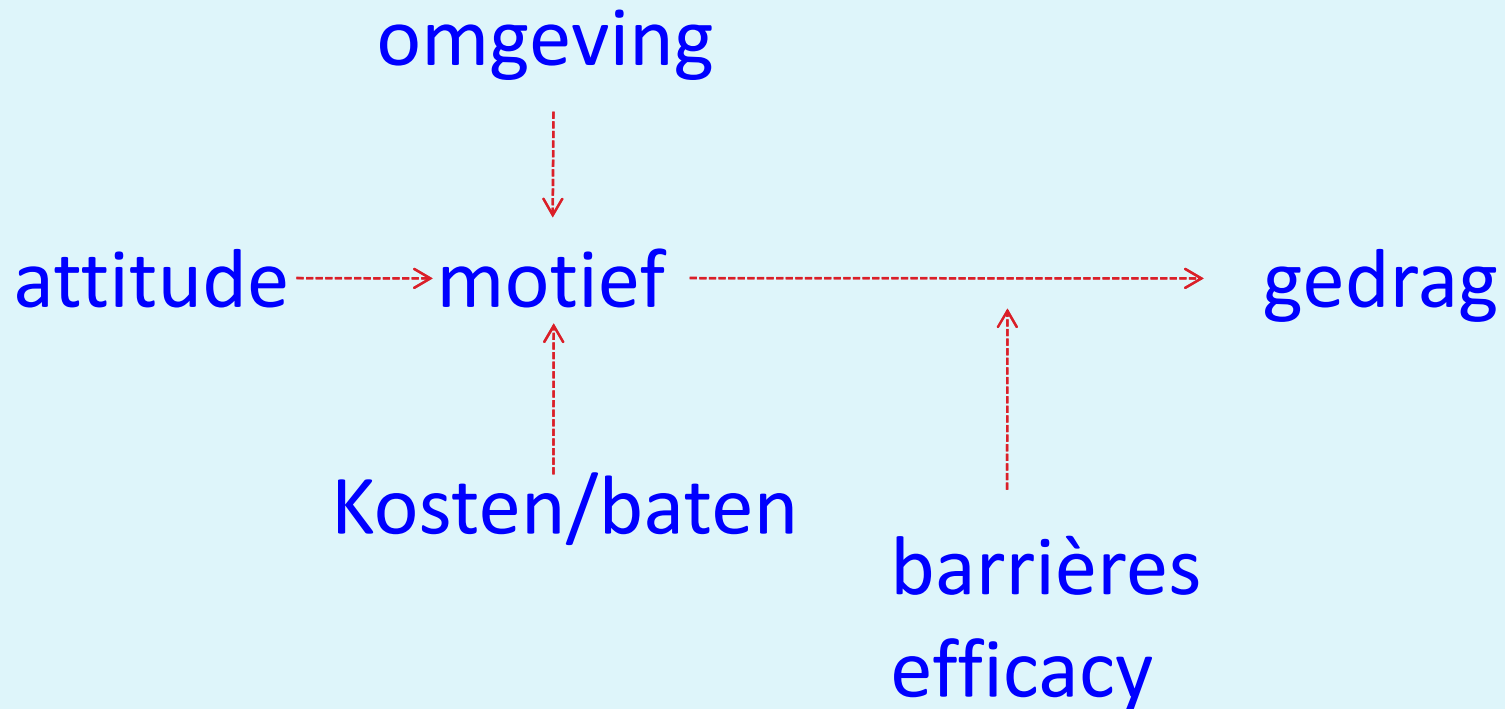 omgeving
attitude motief gedrag
Kosten/baten
barrières
efficacy